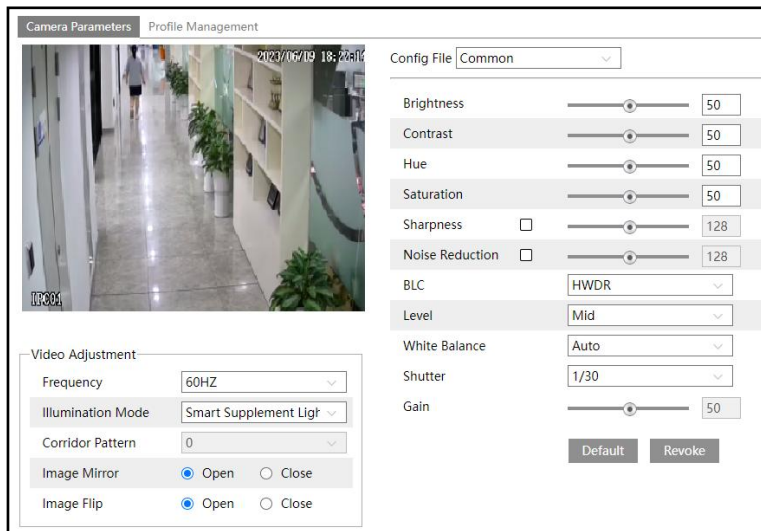 Camera Parameters Profile Management
2023/06/09 18:22:
IPC01
Config File Common
Brightness 50
Contrast 50
Hue 50
Saturation 50
Sharpness 128
Noise Reduction 128
BLC HWDR
Level Mid
White Balance Auto
Shutter 1/30
Gain 50
Default Revoke
Video Adjustment
Frequency 60HZ
Illumination Mode Smart Supplement Ligh
Corridor Pattern 0
Image Mirror Open Close
Image Flip Open Close